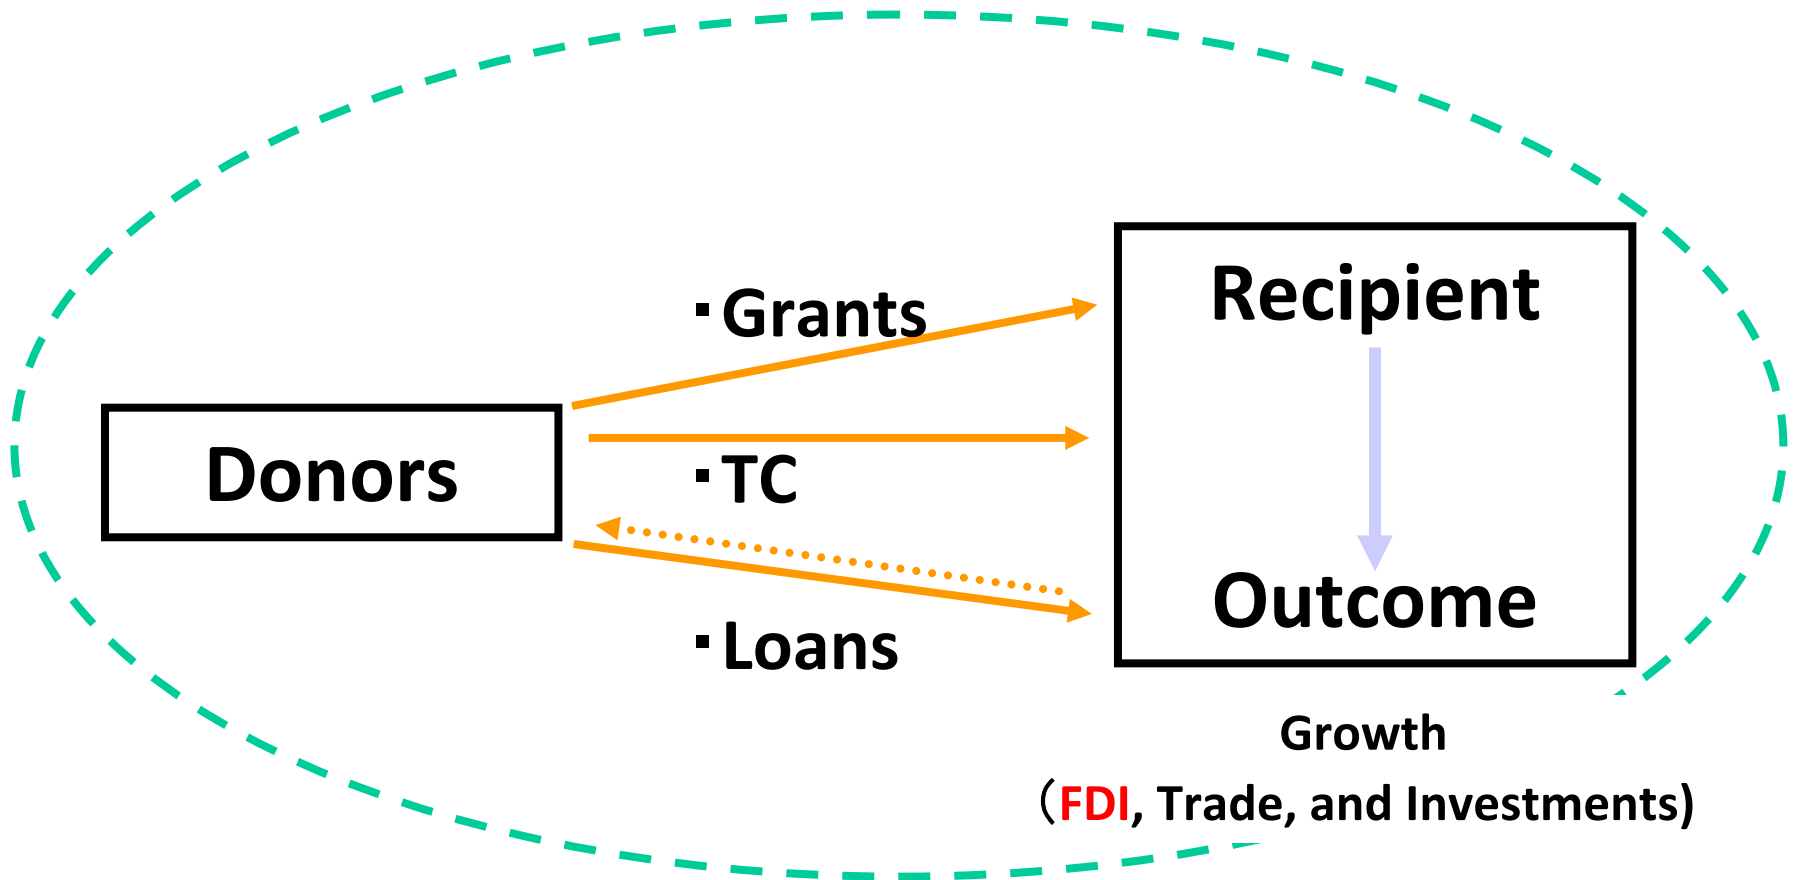 Donors
・Grants
・TC
・Loans
Recipient
Outcome
Growth
（FDI, Trade, and Investments)